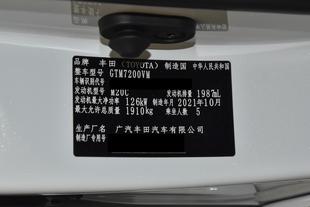 品牌 丰田(TOYOTA) 制造国 中华人民共和国
整车型号 GTM7200VM
车辆识别代号
发动机型号 M20C 发动机排量 1987mL
发动机最大净功率 126kW 制造年月 2021年10月
最大允许总质量 1910kg 乘坐人数 5
生产厂名: 广汽丰田汽车有限公司
制造厂专用号